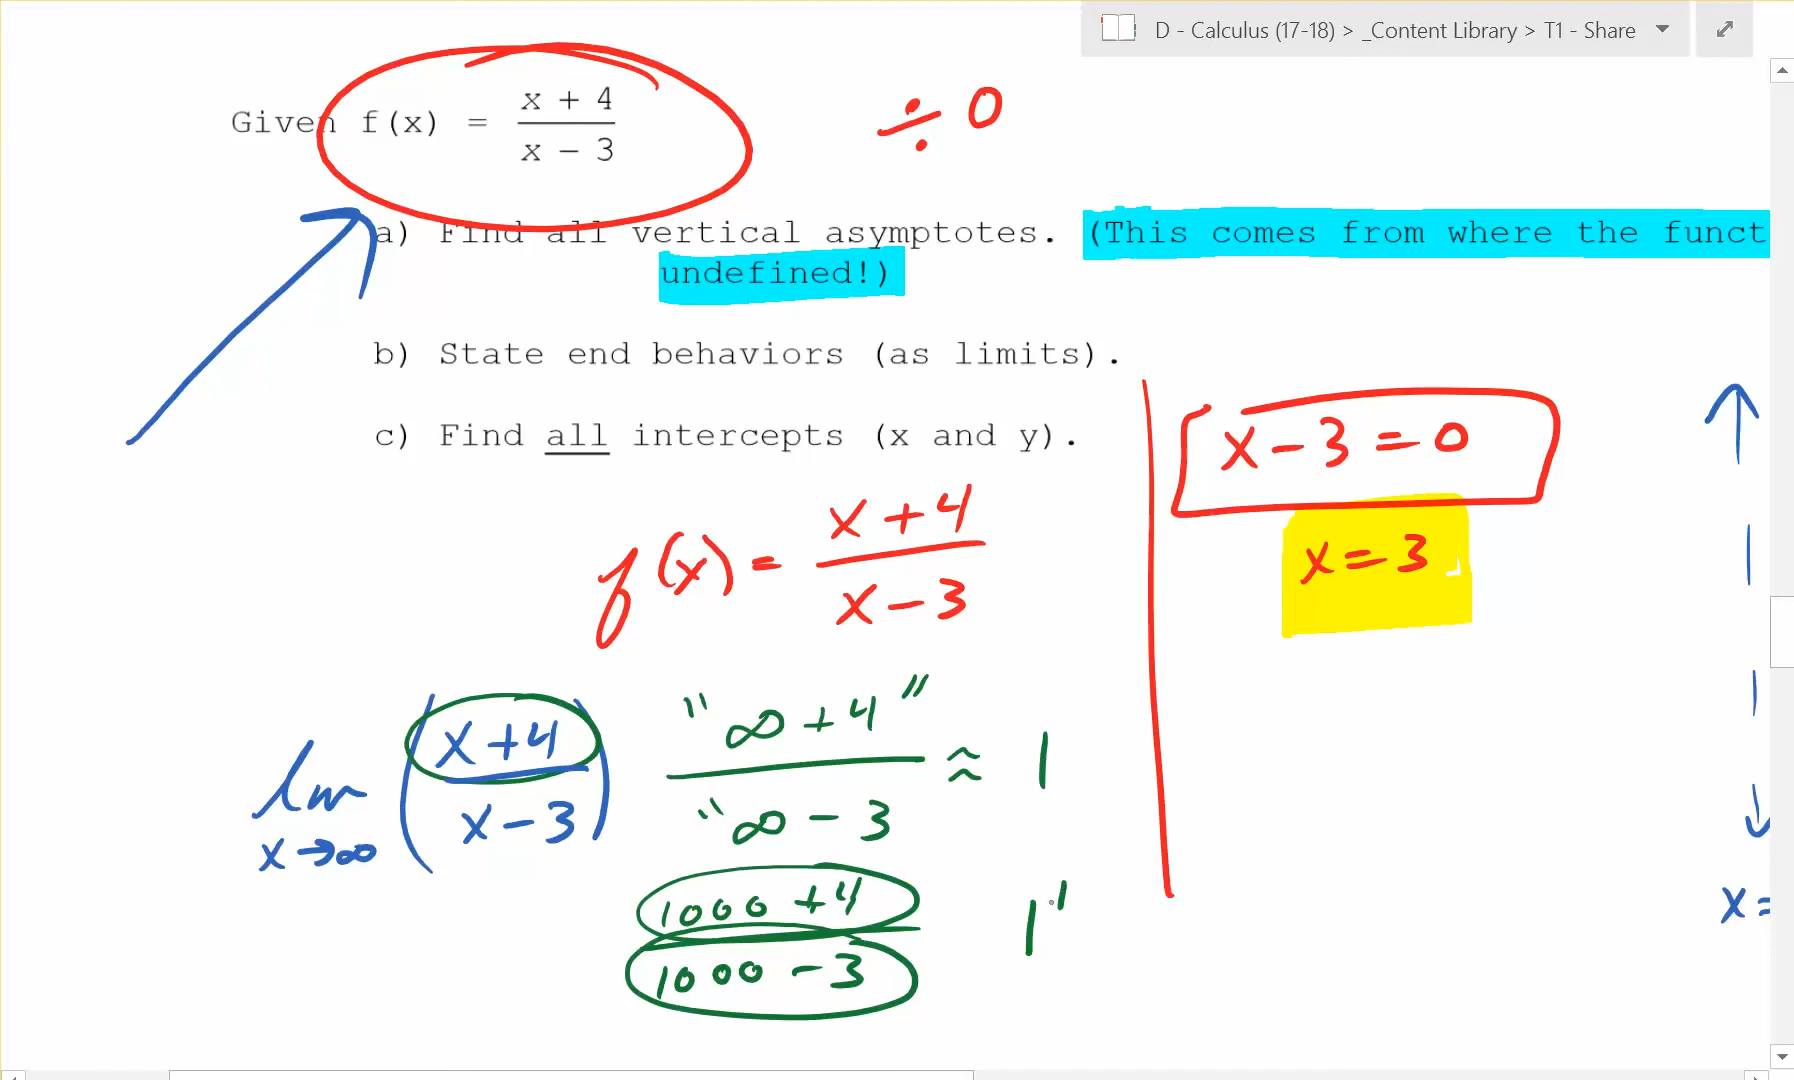 D - Calculus (17-18) > _Content Library > T1 - Share
Given f(x) = x + 4 / x − 3
÷ 0
a) Find all vertical asymptotes. (This comes from where the funct
undefined!)
b) State end behaviors (as limits).
c) Find all intercepts (x and y).
x − 3 = 0
x = 3
f(x) = x + 4 / x − 3
lim x→∞ (x + 4 / x − 3)
"∞ + 4" / "∞ − 3 ≈ 1
1000 + 4 / 1000 − 3
x =